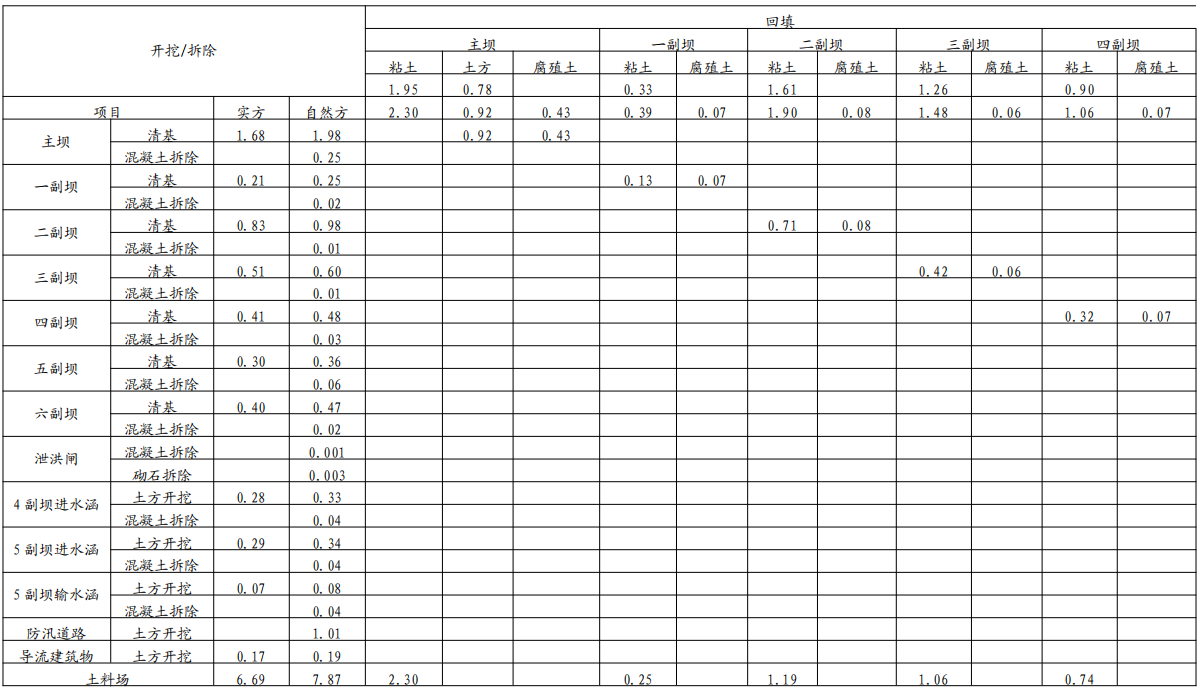 开挖/拆除 回填
主坝 一副坝 二副坝 三副坝 四副坝
粘土 土方 腐殖土 粘土 腐殖土 粘土 腐殖土 粘土 腐殖土 粘土 腐殖土
1.95 0.78 0.33 1.61 1.26 0.90
项目 实方 自然方 2.30 0.92 0.43 0.39 0.07 1.90 0.08 1.48 0.06 1.06 0.07
主坝 清基 1.68 1.98 0.92 0.43
混凝土拆除 0.25
一副坝 清基 0.21 0.25 0.13 0.07
混凝土拆除 0.02
二副坝 清基 0.83 0.98 0.71 0.08
混凝土拆除 0.01
三副坝 清基 0.51 0.60 0.42 0.06
混凝土拆除 0.01
四副坝 清基 0.41 0.48 0.32 0.07
混凝土拆除 0.03
五副坝 清基 0.30 0.36
混凝土拆除 0.06
六副坝 清基 0.40 0.47
混凝土拆除 0.02
泄洪闸 混凝土拆除 0.001
砌石拆除 0.003
4副坝进水涵 土方开挖 0.28 0.33
混凝土拆除 0.04
5副坝进水涵 土方开挖 0.29 0.34
混凝土拆除 0.04
5副坝输水涵 土方开挖 0.07 0.08
混凝土拆除 0.04
防汛道路 土方开挖 1.01
导流建筑物 土方开挖 0.17 0.19
土料场 6.69 7.87 2.30 0.25 1.19 1.06 0.74